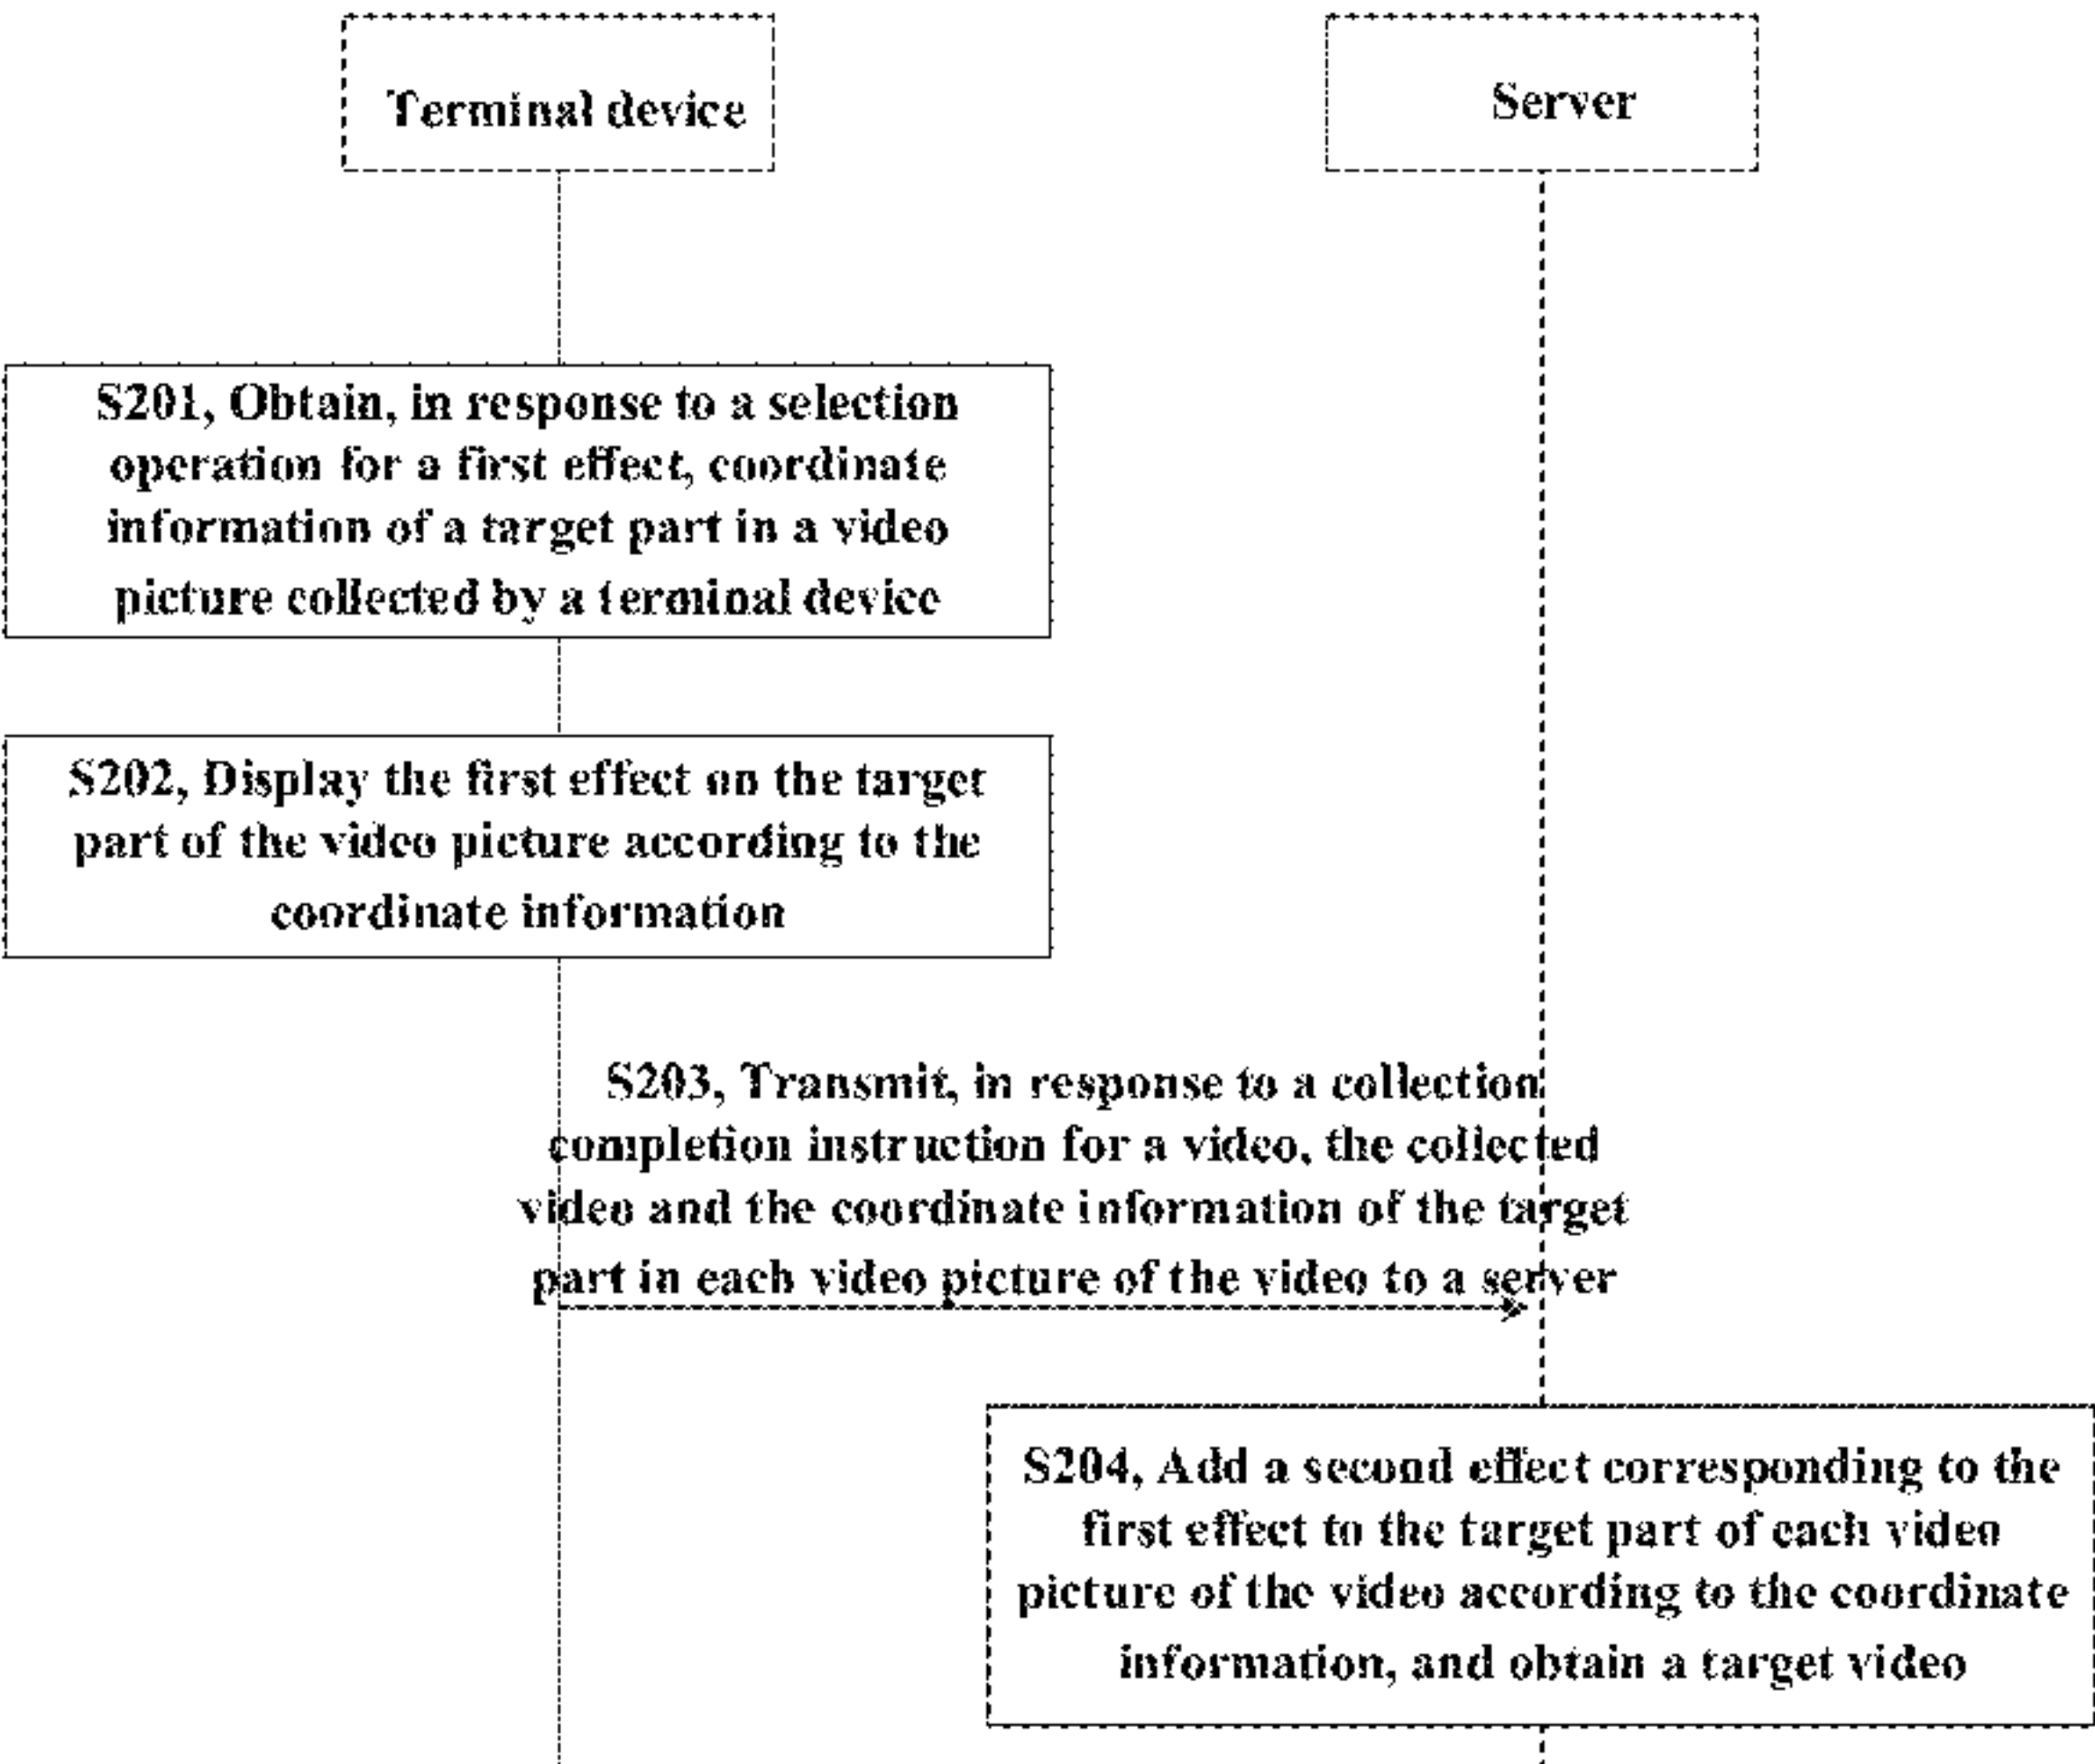 Terminal device
Server
S201, Obtain, in response to a selection
operation for a first effect, coordinate
information of a target part in a video
picture collected by a terminal device
S202, Display the first effect on the target
part of the video picture according to the
coordinate information
S203, Transmit, in response to a collection
completion instruction for a video, the collected
video and the coordinate information of the target
part in each video picture of the video to a server
S204, Add a second effect corresponding to the
first effect to the target part of each video
picture of the video according to the coordinate
information, and obtain a target video